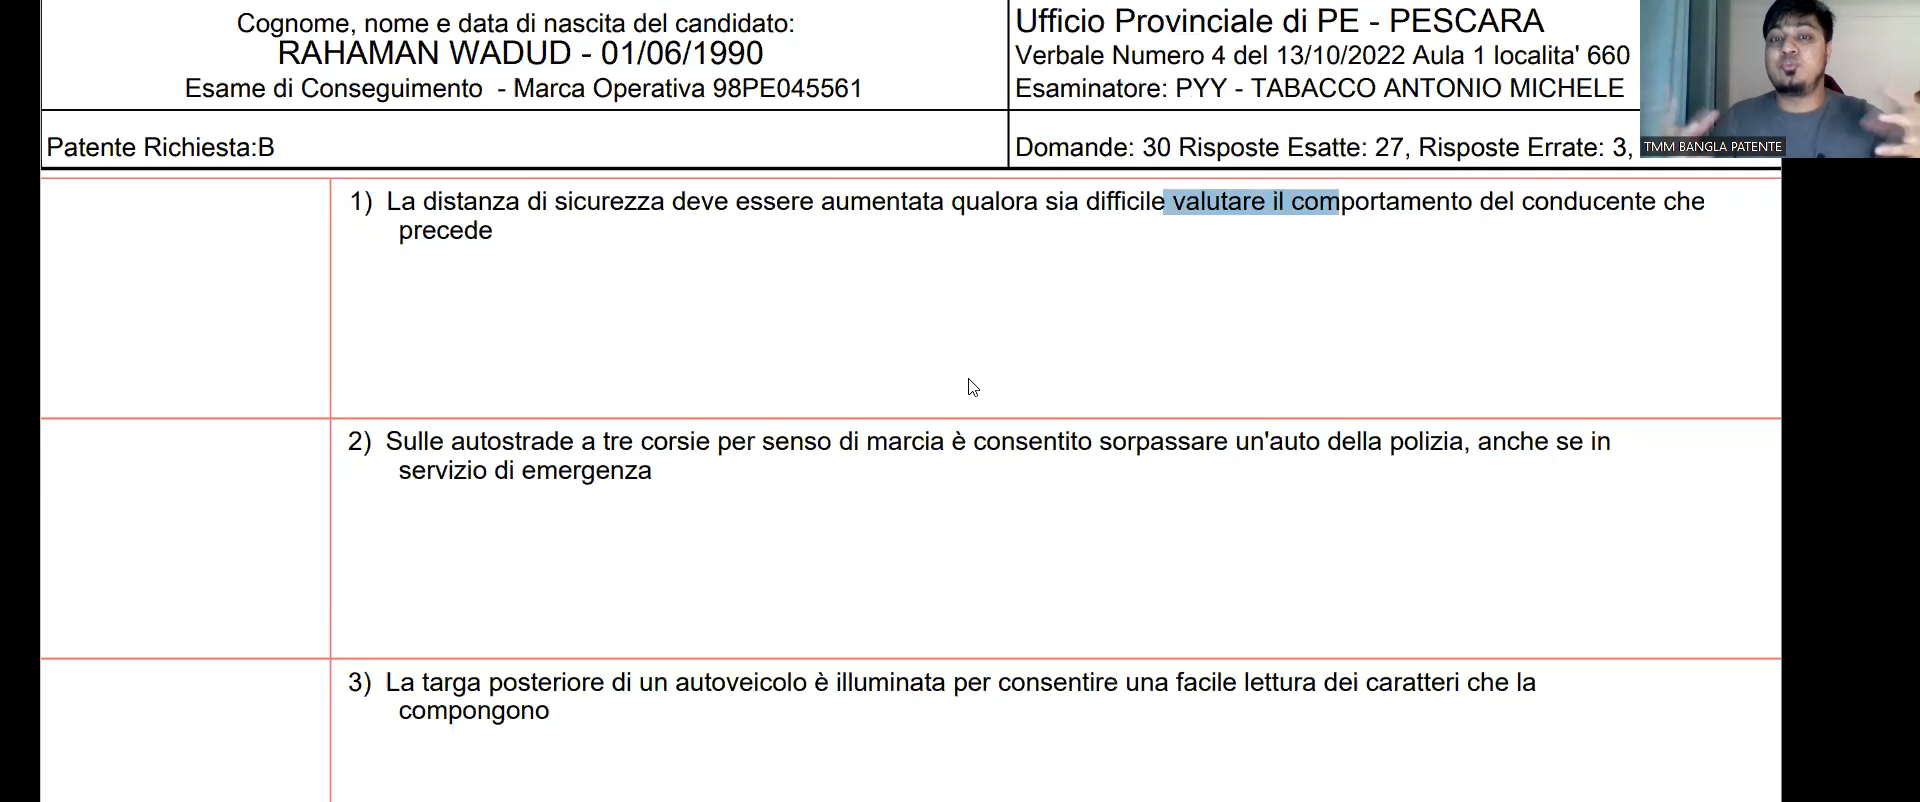 Cognome, nome e data di nascita del candidato:
RAHAMAN WADUD - 01/06/1990
Esame di Conseguimento - Marca Operativa 98PE045561
Ufficio Provinciale di PE - PESCARA
Verbale Numero 4 del 13/10/2022 Aula 1 localita' 660
Esaminatore: PYY - TABACCO ANTONIO MICHELE
Patente Richiesta:B
Domande: 30 Risposte Esatte: 27, Risposte Errate: 3,
TMM BANGLA PATENTE
1) La distanza di sicurezza deve essere aumentata qualora sia difficile valutare il comportamento del conducente che
precede
2) Sulle autostrade a tre corsie per senso di marcia è consentito sorpassare un'auto della polizia, anche se in
servizio di emergenza
3) La targa posteriore di un autoveicolo è illuminata per consentire una facile lettura dei caratteri che la
compongono